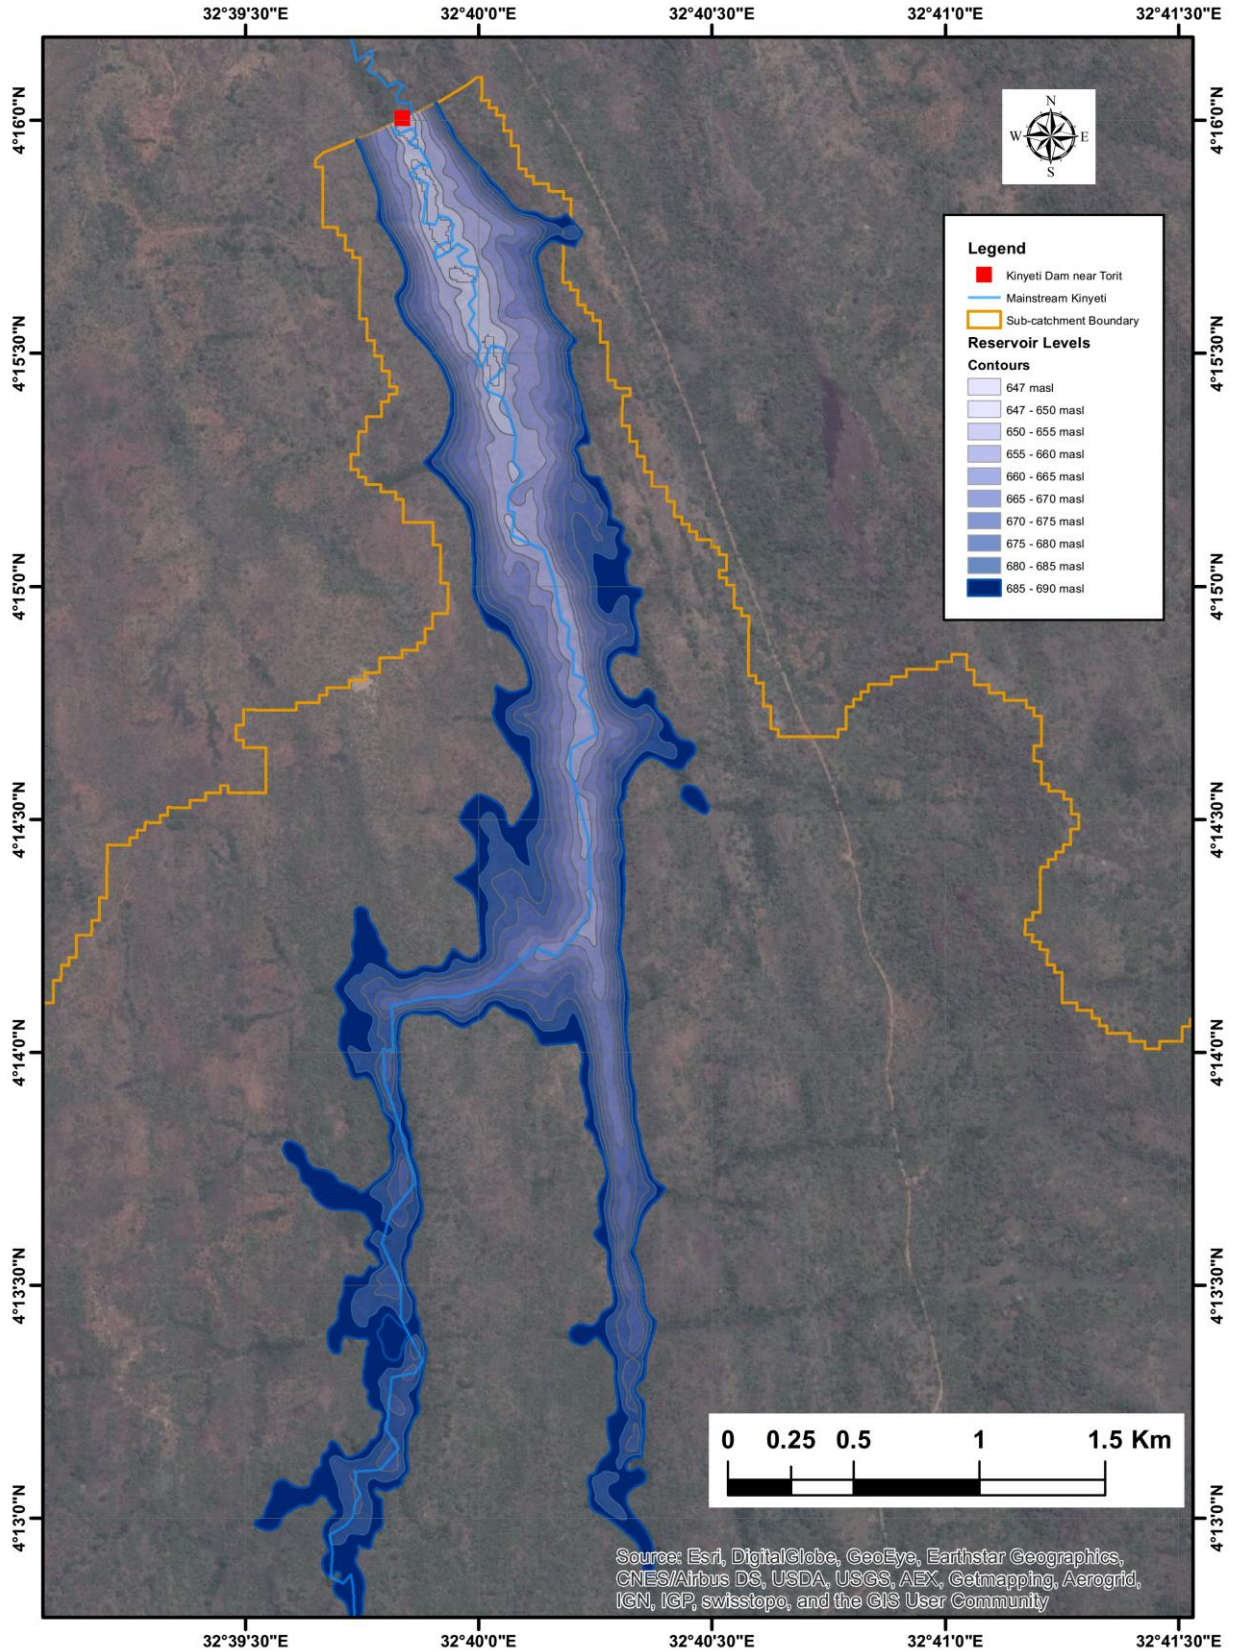 32°39'30"E 32°40'0"E 32°40'30"E 32°41'0"E 32°41'30"E
4°16'0"N
4°15'30"N
4°15'0"N
4°14'30"N
4°14'0"N
4°13'30"N
4°13'0"N
N
W E
S
Legend
Kinyeti Dam near Torit
Mainstream Kinyeti
Sub-catchment Boundary
Reservoir Levels
Contours
647 masl
647 - 650 masl
650 - 655 masl
655 - 660 masl
660 - 665 masl
665 - 670 masl
670 - 675 masl
675 - 680 masl
680 - 685 masl
685 - 690 masl
4°16'0"N
4°15'30"N
4°15'0"N
4°14'30"N
4°14'0"N
4°13'30"N
4°13'0"N
0 0.25 0.5 1 1.5 Km
Source: Esri, DigitalGlobe, GeoEye, Earthstar Geographics,
CNES/Airbus DS, USDA, USGS, AEX, Getmapping, Aerogrid,
IGN, IGP, swisstopo, and the GIS User Community
32°39'30"E 32°40'0"E 32°40'30"E 32°41'0"E 32°41'30"E